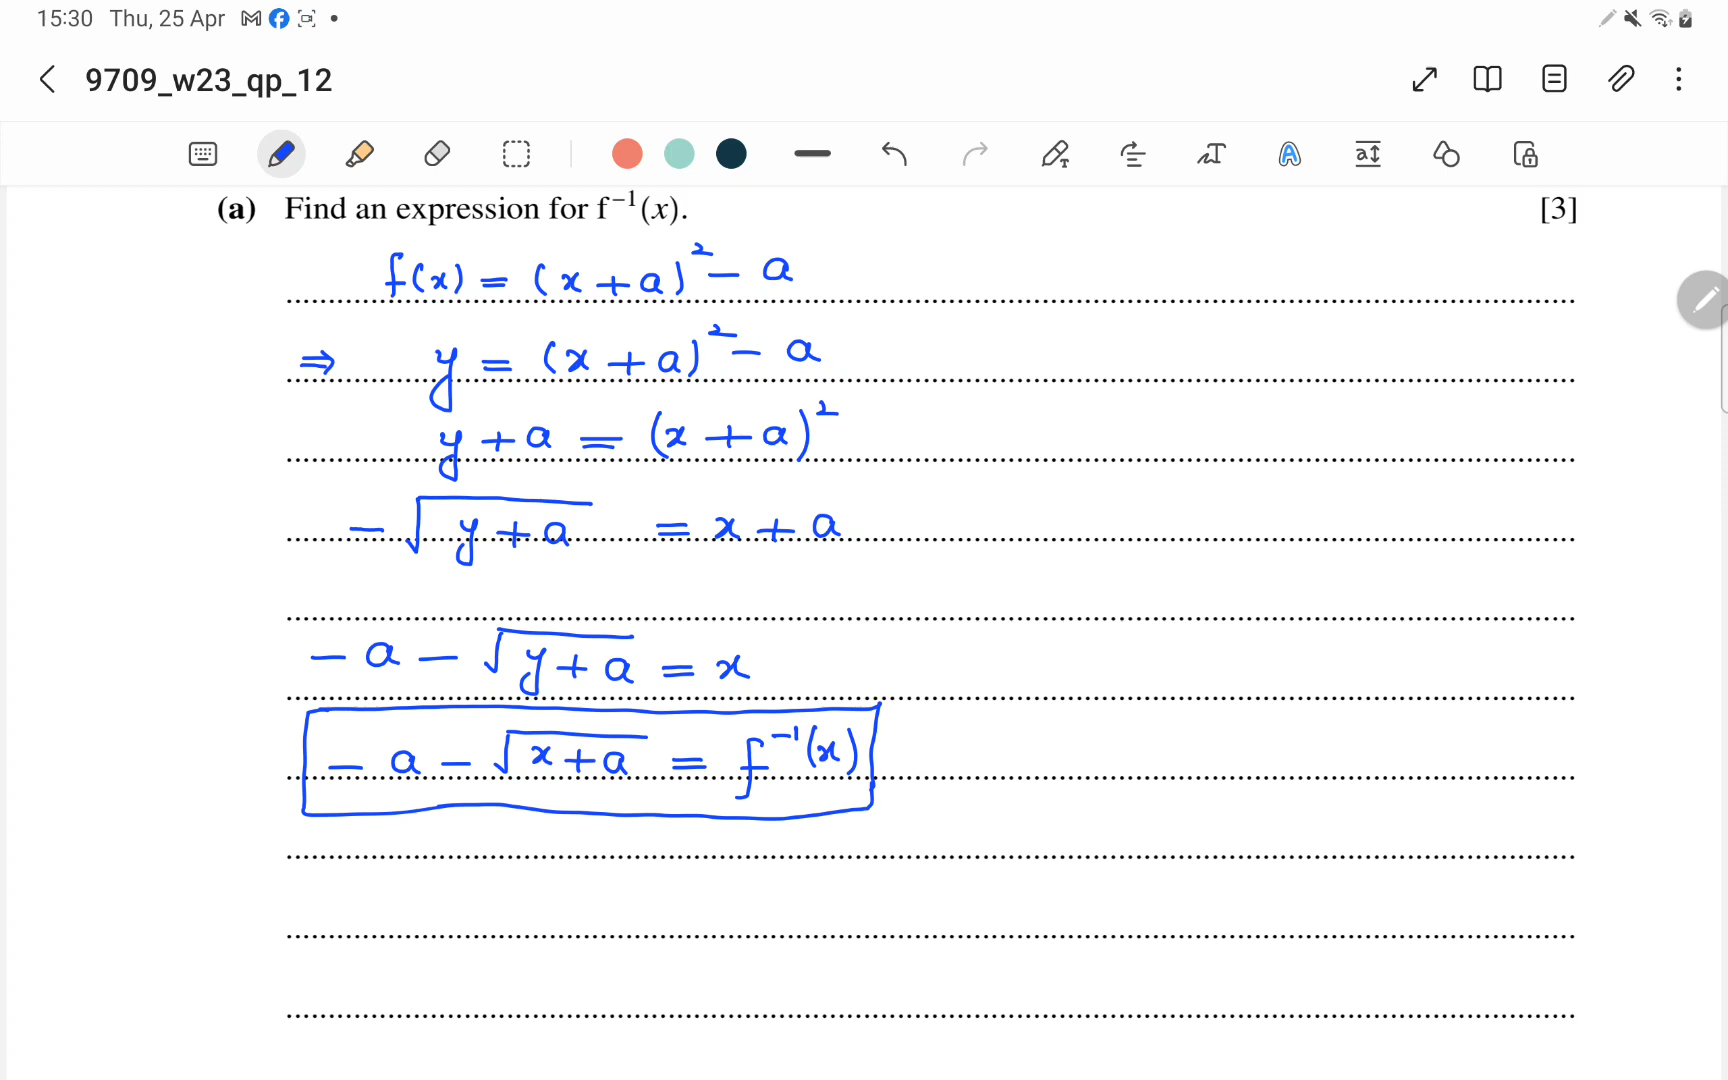 15:30 Thu, 25 Apr
9709_w23_qp_12
(a) Find an expression for f⁻¹(x). [3]
f(x) = (x + a)² − a
⇒ y = (x + a)² − a
y + a = (x + a)²
−√(y + a) = x + a
− a − √(y + a) = x
− a − √(x + a) = f⁻¹(x)